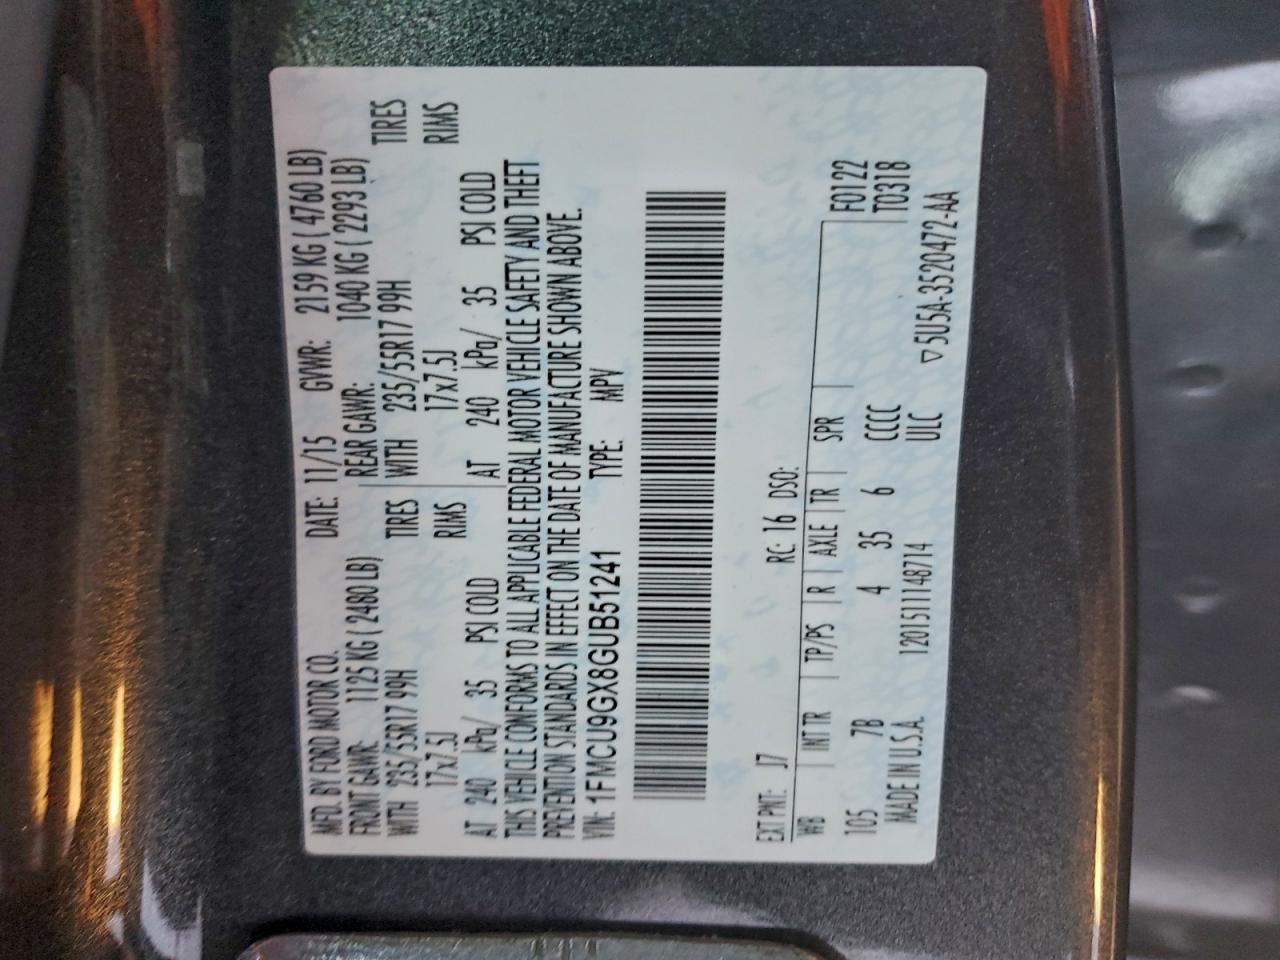 MFD. BY FORD MOTOR CO.
DATE: 11/15 GVWR: 2159 KG ( 4760 LB)
FRONT GAWR: 1125 KG ( 2480 LB)
REAR GAWR: 1040 KG ( 2293 LB)
WITH 235/55R17 99H TIRES
WITH 235/55R17 99H TIRES
17x7.5J RIMS
17x7.5J RIMS
AT 240 kPa/ 35 PSI COLD
AT 240 kPa/ 35 PSI COLD
THIS VEHICLE CONFORMS TO ALL APPLICABLE FEDERAL MOTOR VEHICLE SAFETY AND THEFT
PREVENTION STANDARDS IN EFFECT ON THE DATE OF MANUFACTURE SHOWN ABOVE.
VIN: 1FMCU9GX8GUB51241 TYPE: MPV
EXT PNT: J7 RC: 16 DSO:
WB INT TR TP/PS R AXLE TR SPR F0122
105 7B 4 35 6 CCCC T0318
MADE IN U.S.A. 12015111148714 ULC
▽5U5A-3520472-AA